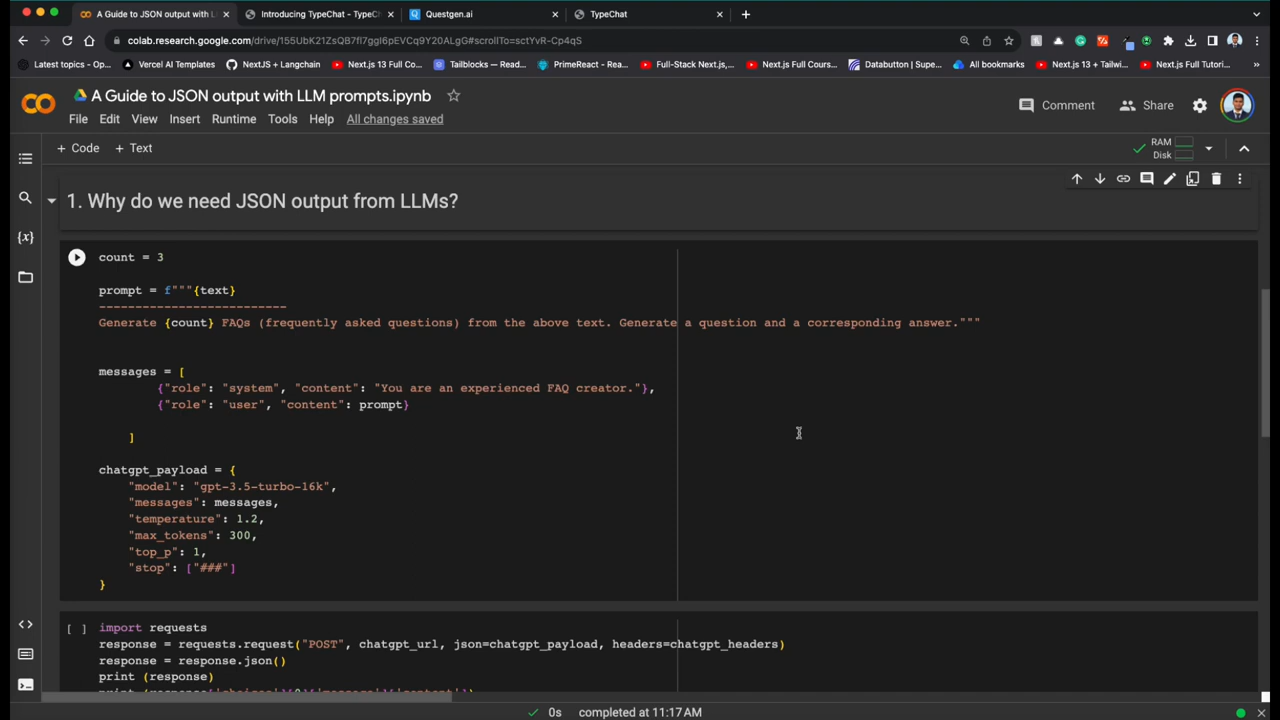 A Guide to JSON output with L
Introducing TypeChat - TypeC
Questgen.ai
TypeChat
colab.research.google.com/drive/155UbK21ZsQB7fl7ggI6pEVCq9Y20ALgG#scrollTo=sctYvR-Cp4qS
Latest topics - Op...
Vercel AI Templates
NextJS + Langchain
Next.js 13 Full Co...
Tailblocks — Read...
PrimeReact - Rea...
Full-Stack Next.js,...
Next.js Full Cours...
Databutton | Supe...
All bookmarks
Next.js 13 + Tailwi...
Next.js Full Tutori...
A Guide to JSON output with LLM prompts.ipynb
Comment
Share
File Edit View Insert Runtime Tools Help All changes saved
+ Code + Text
RAM
Disk
1. Why do we need JSON output from LLMs?
count = 3
prompt = f"""{text}
--------------------------
Generate {count} FAQs (frequently asked questions) from the above text. Generate a question and a corresponding answer."""
messages = [
{"role": "system", "content": "You are an experienced FAQ creator."},
{"role": "user", "content": prompt}
]
chatgpt_payload = {
"model": "gpt-3.5-turbo-16k",
"messages": messages,
"temperature": 1.2,
"max_tokens": 300,
"top_p": 1,
"stop": ["###"]
}
[ ] import requests
response = requests.request("POST", chatgpt_url, json=chatgpt_payload, headers=chatgpt_headers)
response = response.json()
print (response)
print (response['choices'][0]['message']['content'])
0s completed at 11:17 AM